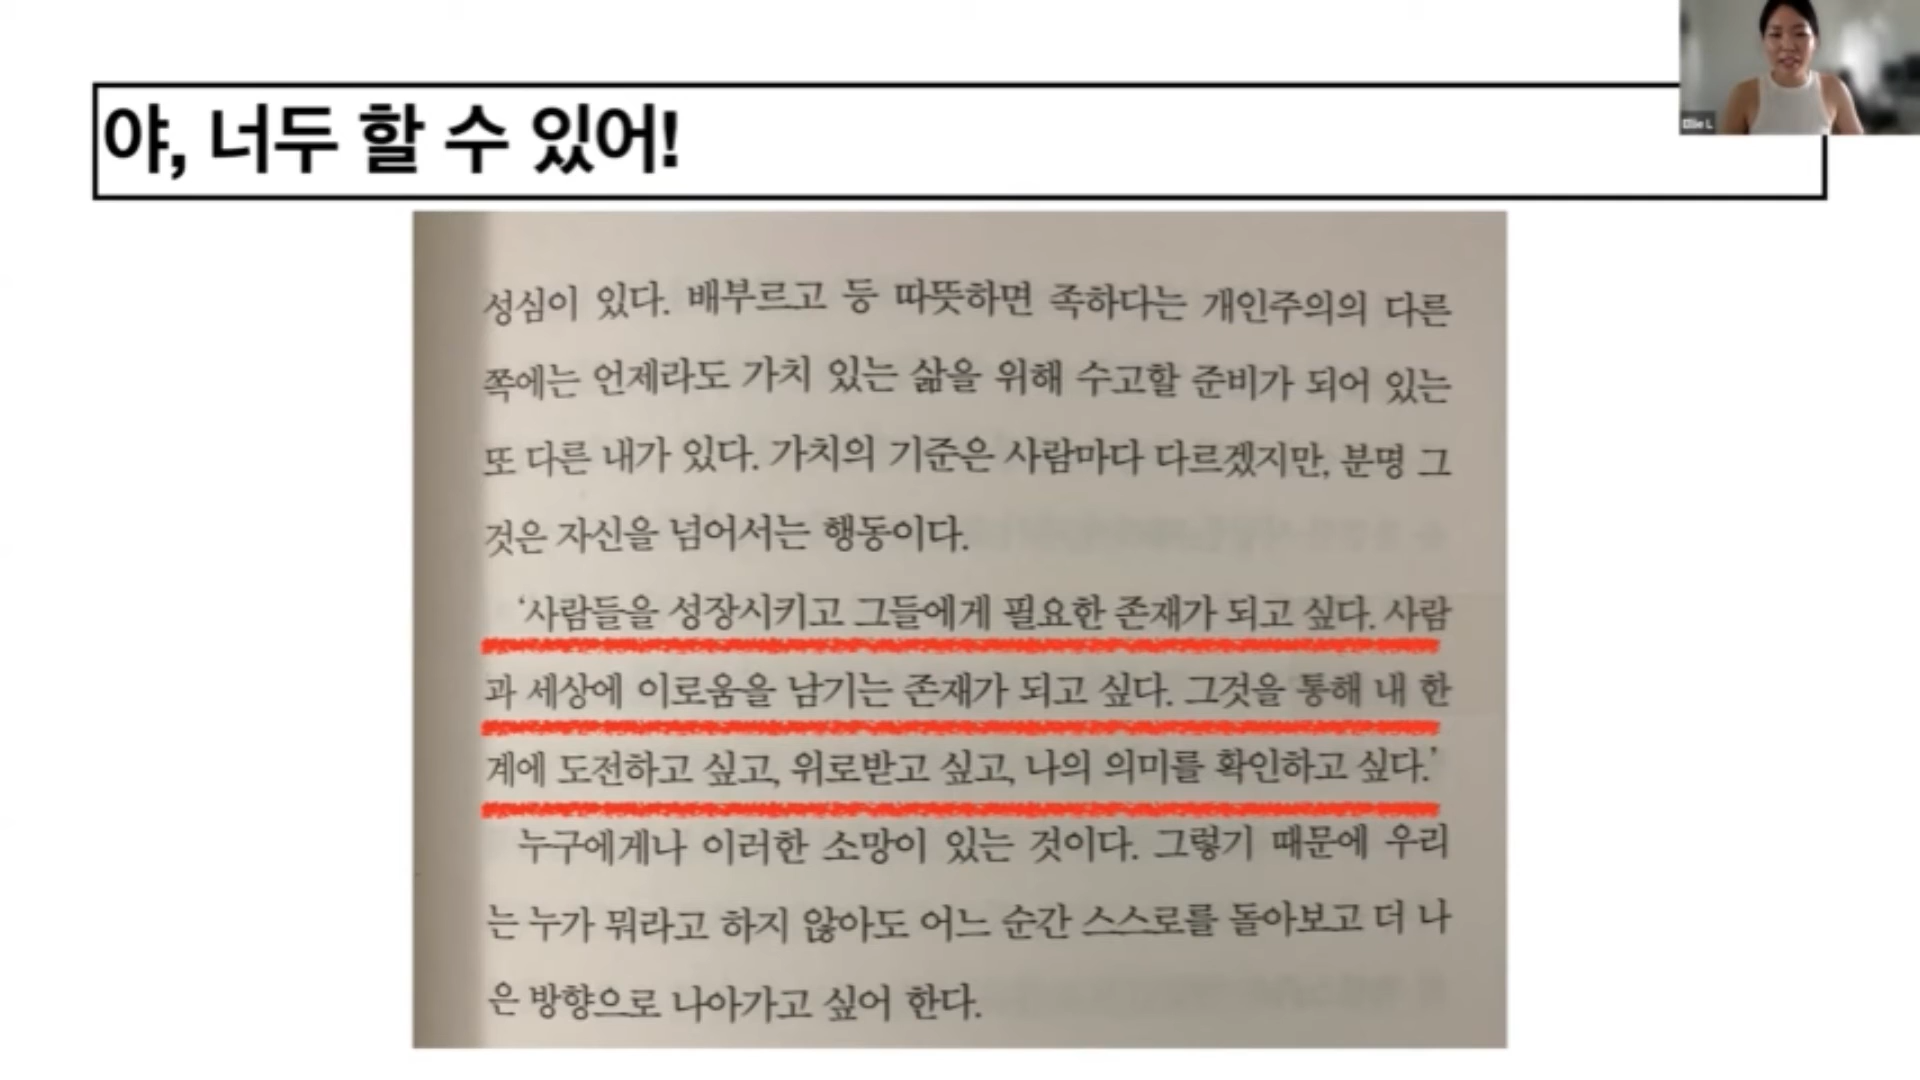 야, 너두 할 수 있어!
성심이 있다. 배부르고 등 따뜻하면 족하다는 개인주의의 다른
쪽에는 언제라도 가치 있는 삶을 위해 수고할 준비가 되어 있는
또 다른 내가 있다. 가치의 기준은 사람마다 다르겠지만, 분명 그
것은 자신을 넘어서는 행동이다.
‘사람들을 성장시키고 그들에게 필요한 존재가 되고 싶다. 사람
과 세상에 이로움을 남기는 존재가 되고 싶다. 그것을 통해 내 한
계에 도전하고 싶고, 위로받고 싶고, 나의 의미를 확인하고 싶다.’
누구에게나 이러한 소망이 있는 것이다. 그렇기 때문에 우리
는 누가 뭐라고 하지 않아도 어느 순간 스스로를 돌아보고 더 나
은 방향으로 나아가고 싶어 한다.